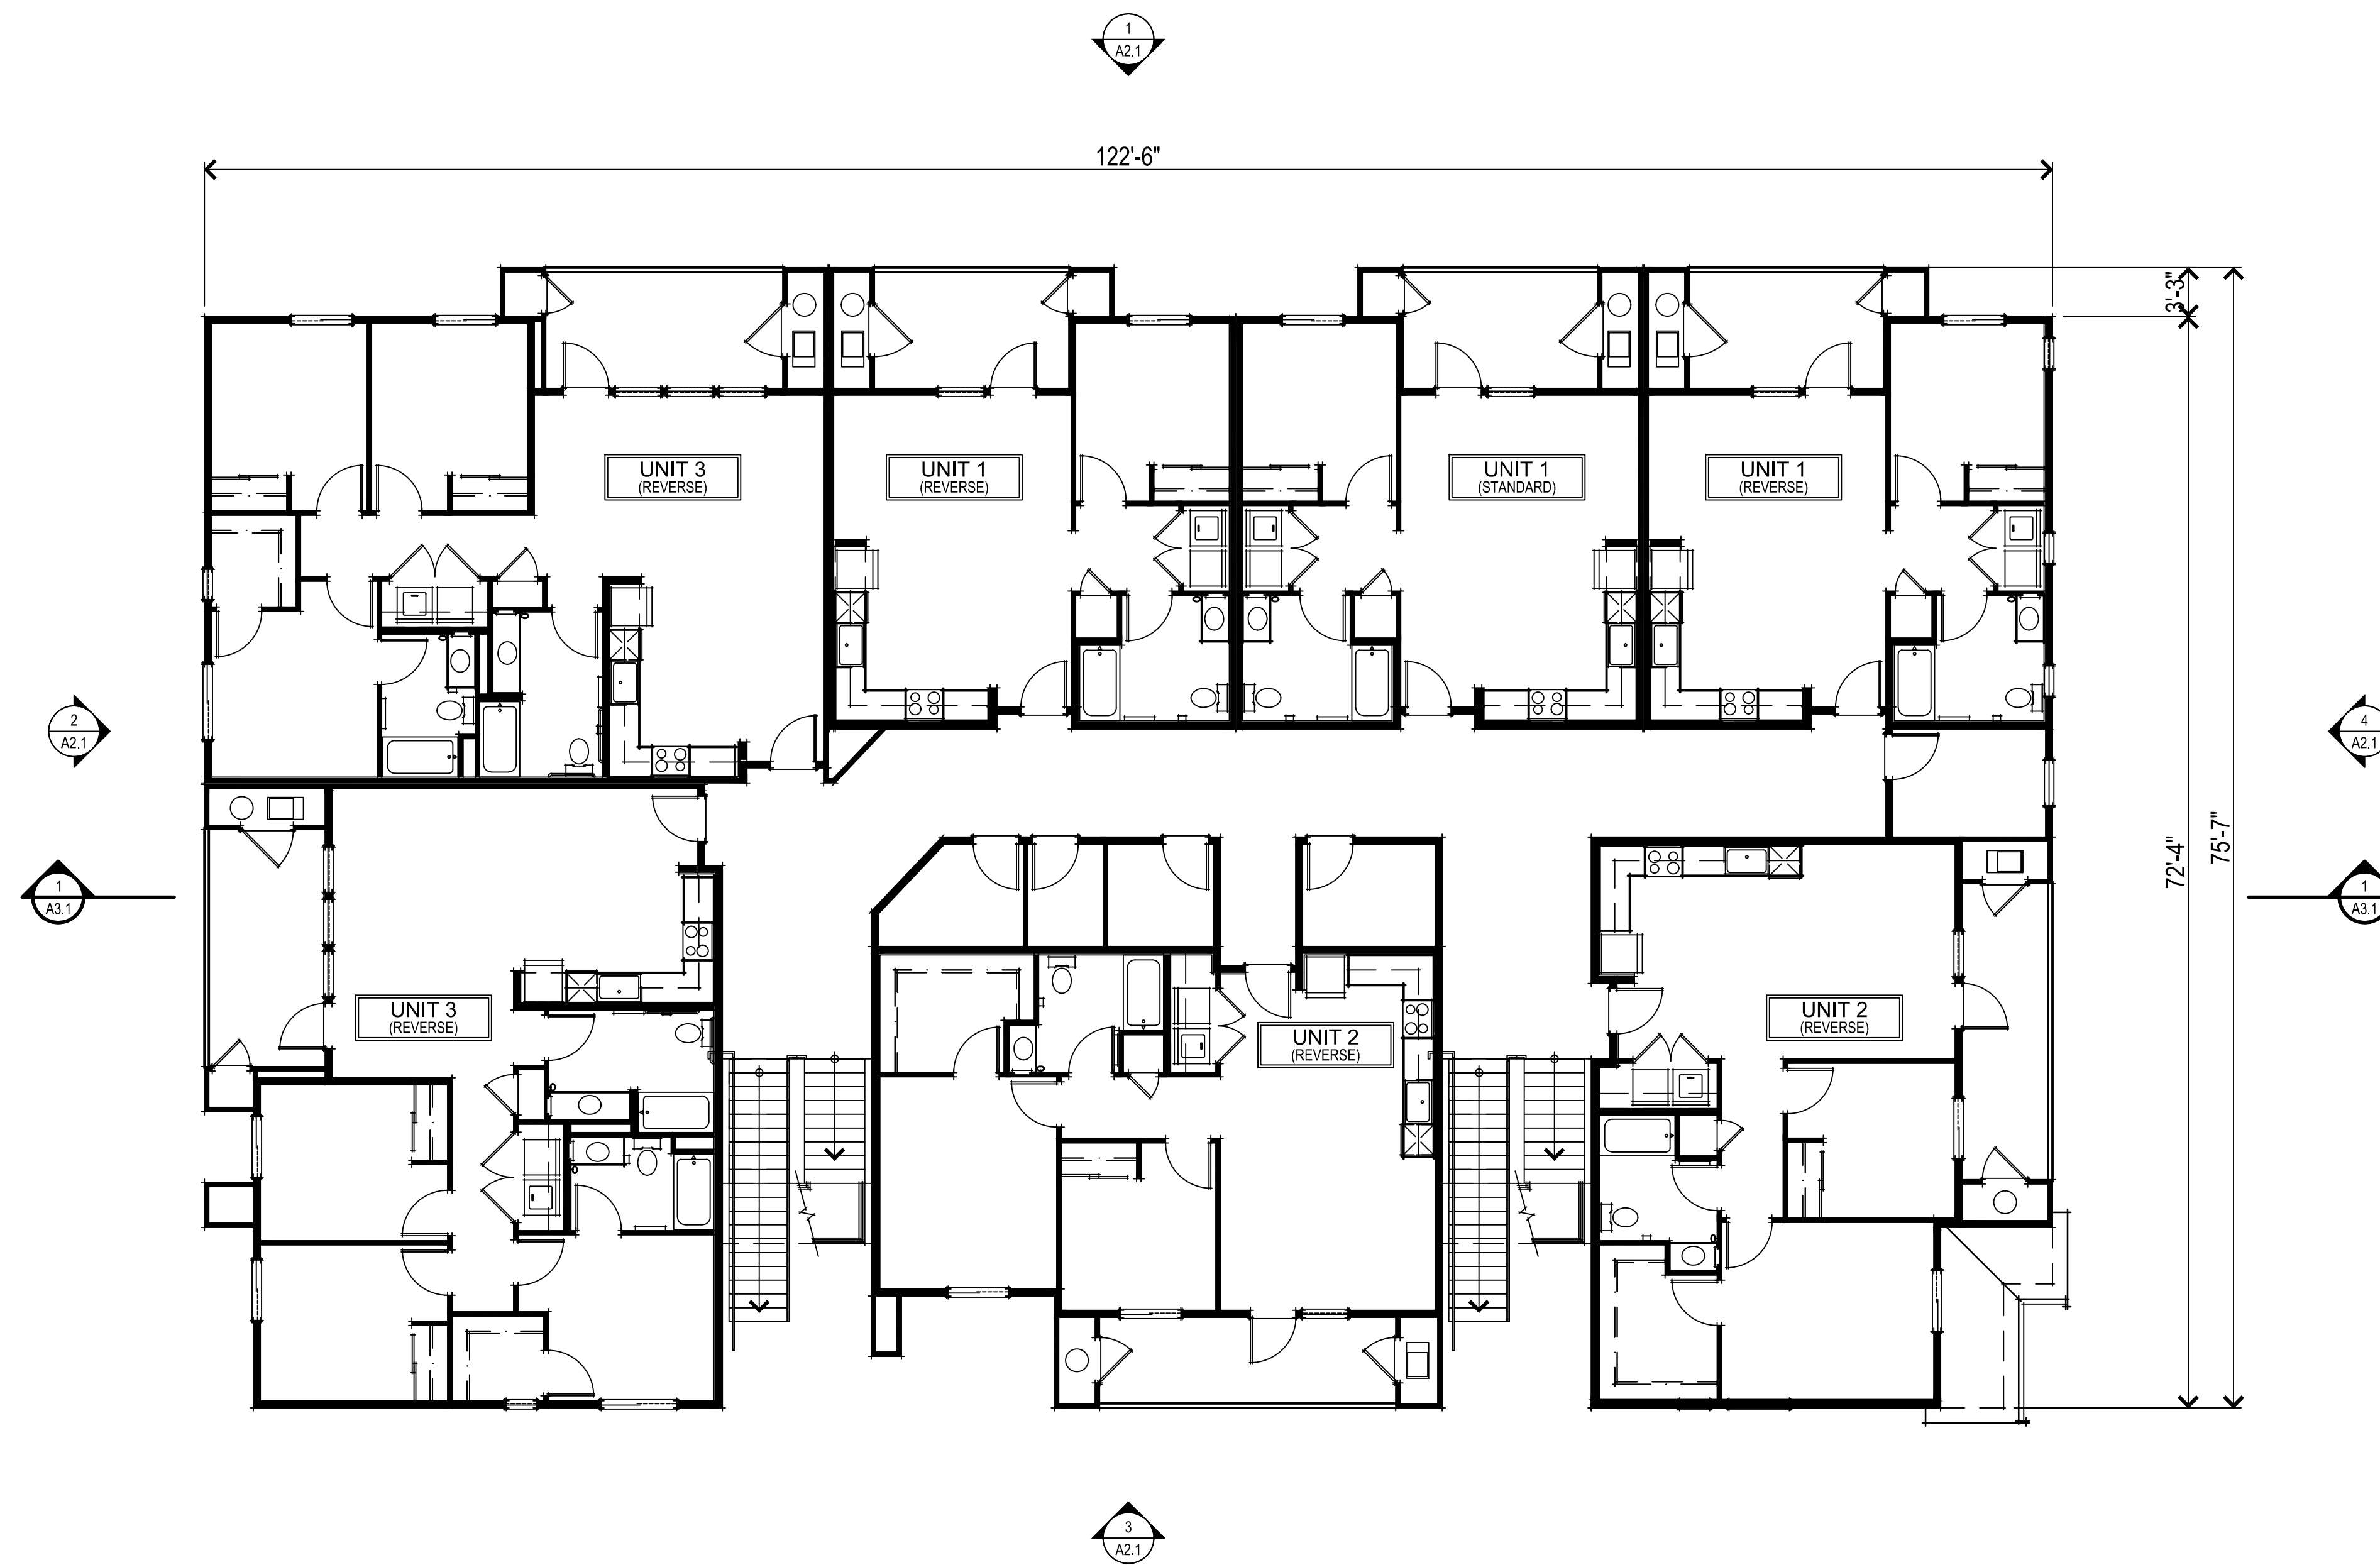 1
A2.1
122'-6"
3'-3"
UNIT 3
(REVERSE)
UNIT 1
(REVERSE)
UNIT 1
(STANDARD)
UNIT 1
(REVERSE)
2
A2.1
4
A2.1
72'-4"
75'-7"
1
A3.1
1
A3.1
UNIT 3
(REVERSE)
UNIT 2
(REVERSE)
UNIT 2
(REVERSE)
3
A2.1